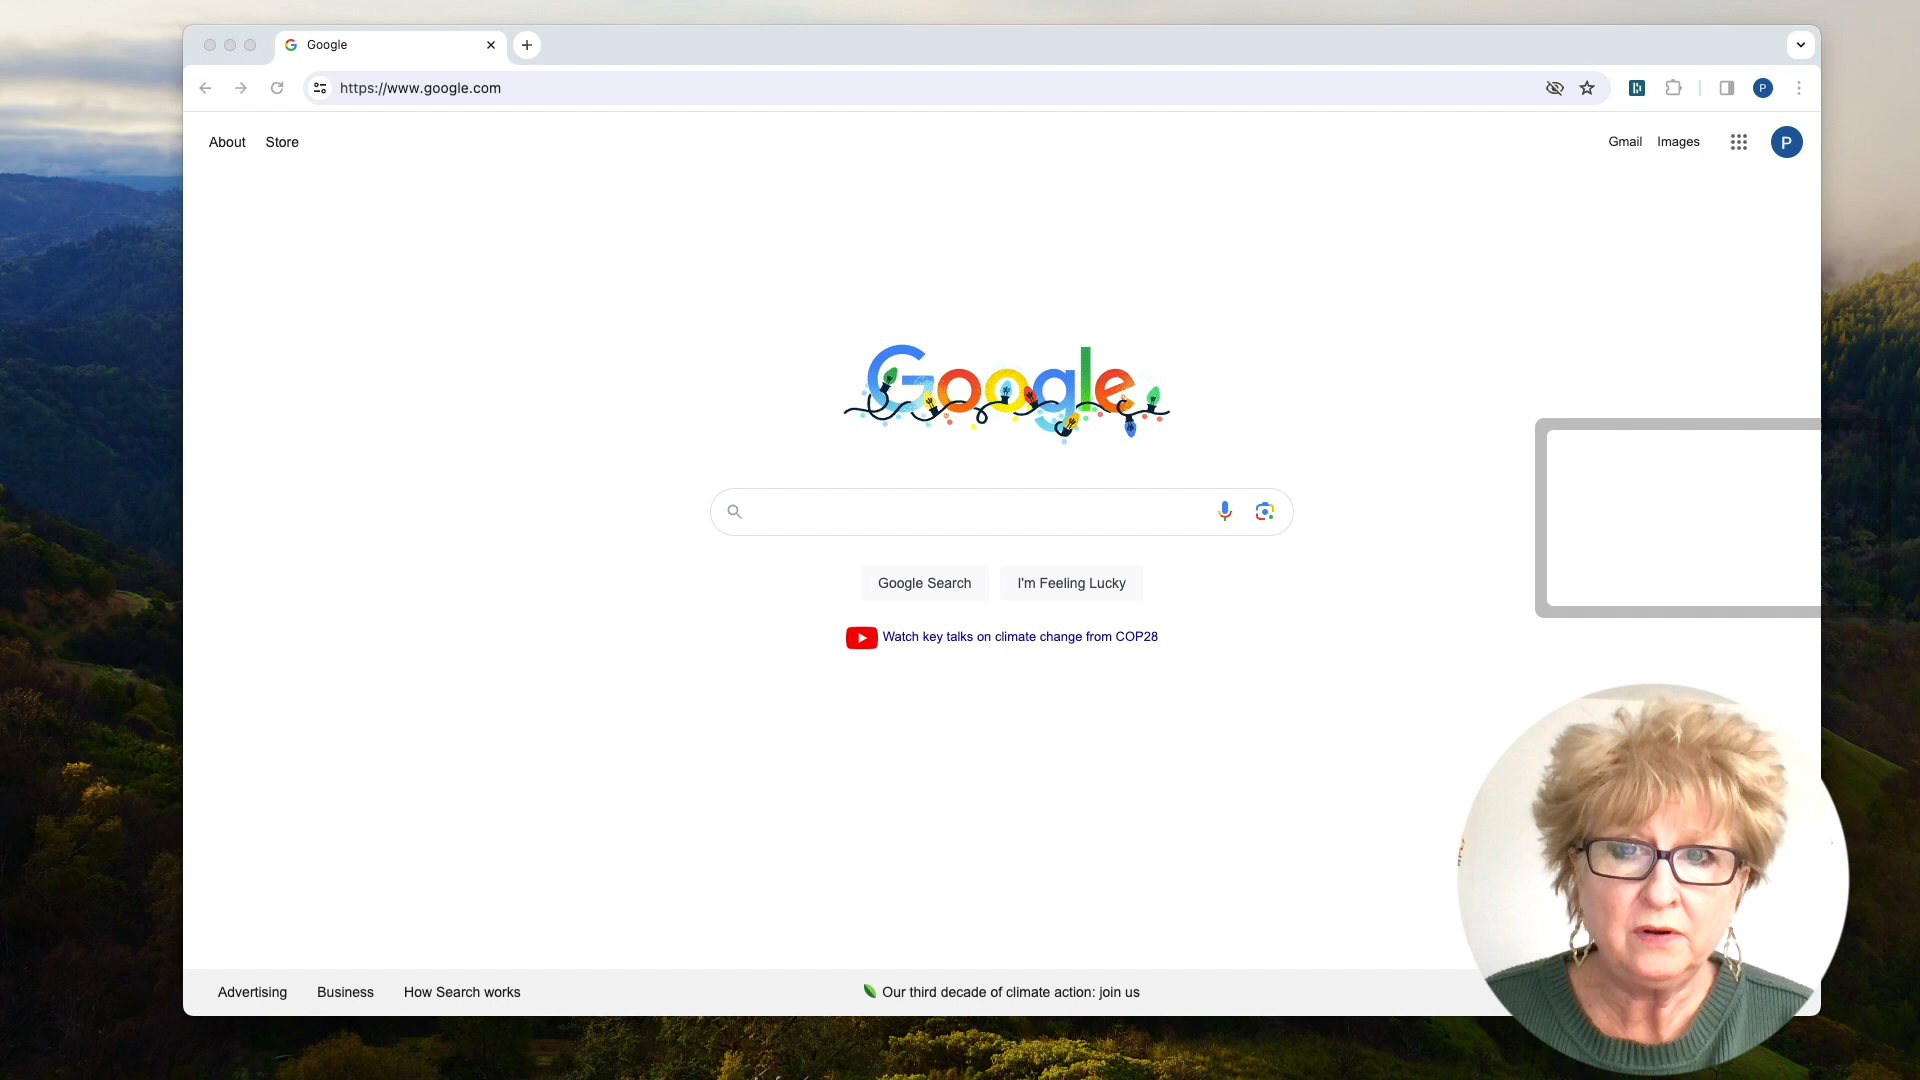 Google
https://www.google.com
P
About Store
Gmail Images
P
Google
Google Search
I'm Feeling Lucky
Watch key talks on climate change from COP28
Advertising Business How Search works
Our third decade of climate action: join us